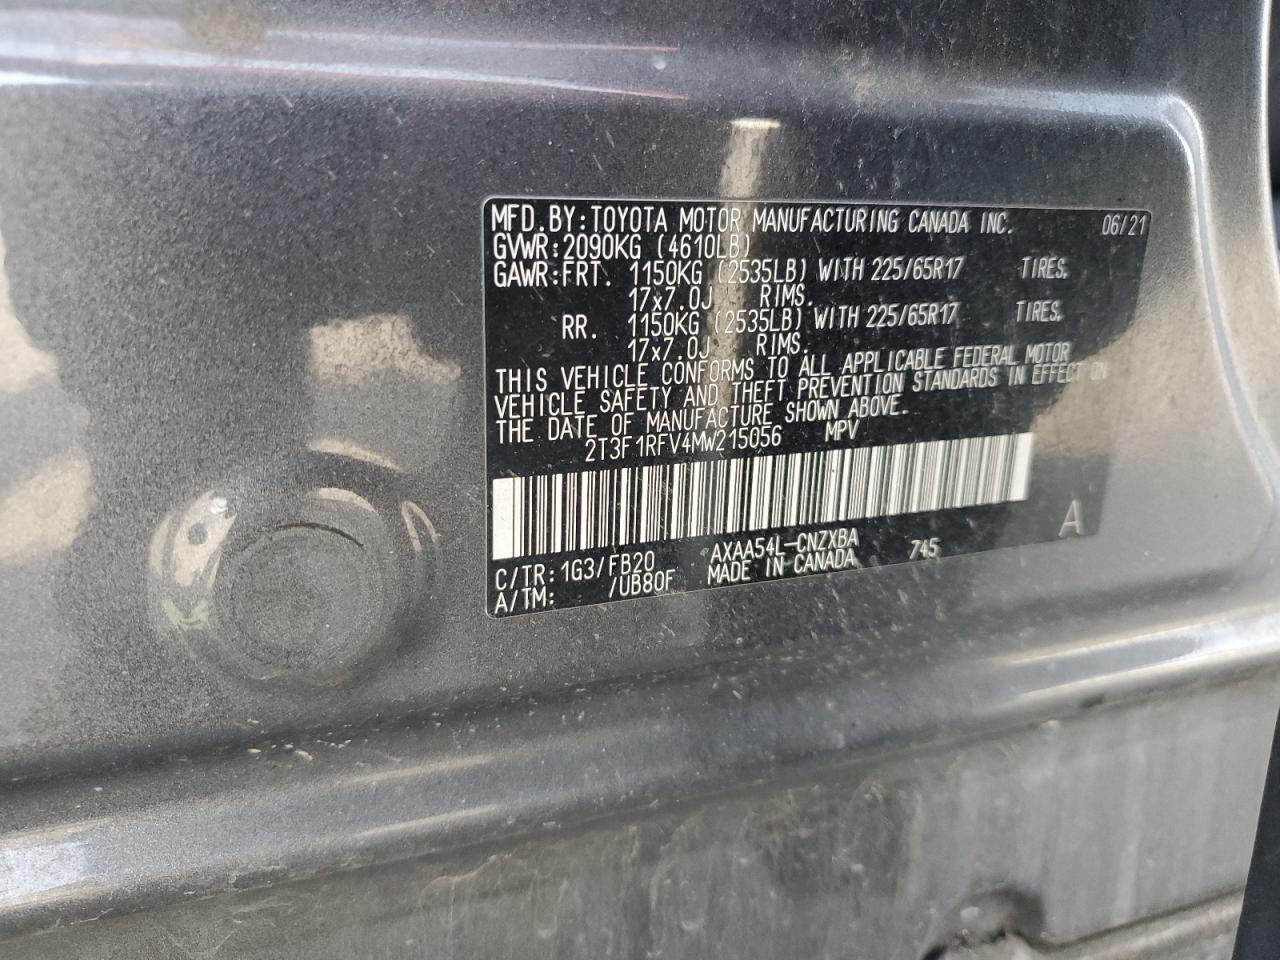 MFD.BY:TOYOTA MOTOR MANUFACTURING CANADA INC. 06/21
GVWR:2090KG (4610LB)
GAWR:FRT. 1150KG (2535LB) WITH 225/65R17 TIRES,
17x7.0J RIMS.
RR. 1150KG (2535LB) WITH 225/65R17 TIRES,
17x7.0J RIMS.
THIS VEHICLE CONFORMS TO ALL APPLICABLE FEDERAL MOTOR
VEHICLE SAFETY AND THEFT PREVENTION STANDARDS IN EFFECT ON
THE DATE OF MANUFACTURE SHOWN ABOVE.
2T3F1RFV4MW215056 MPV
C/TR:1G3/FB20 AXAA54L-CNZXBA 745 A
A/TM: /UB80F MADE IN CANADA